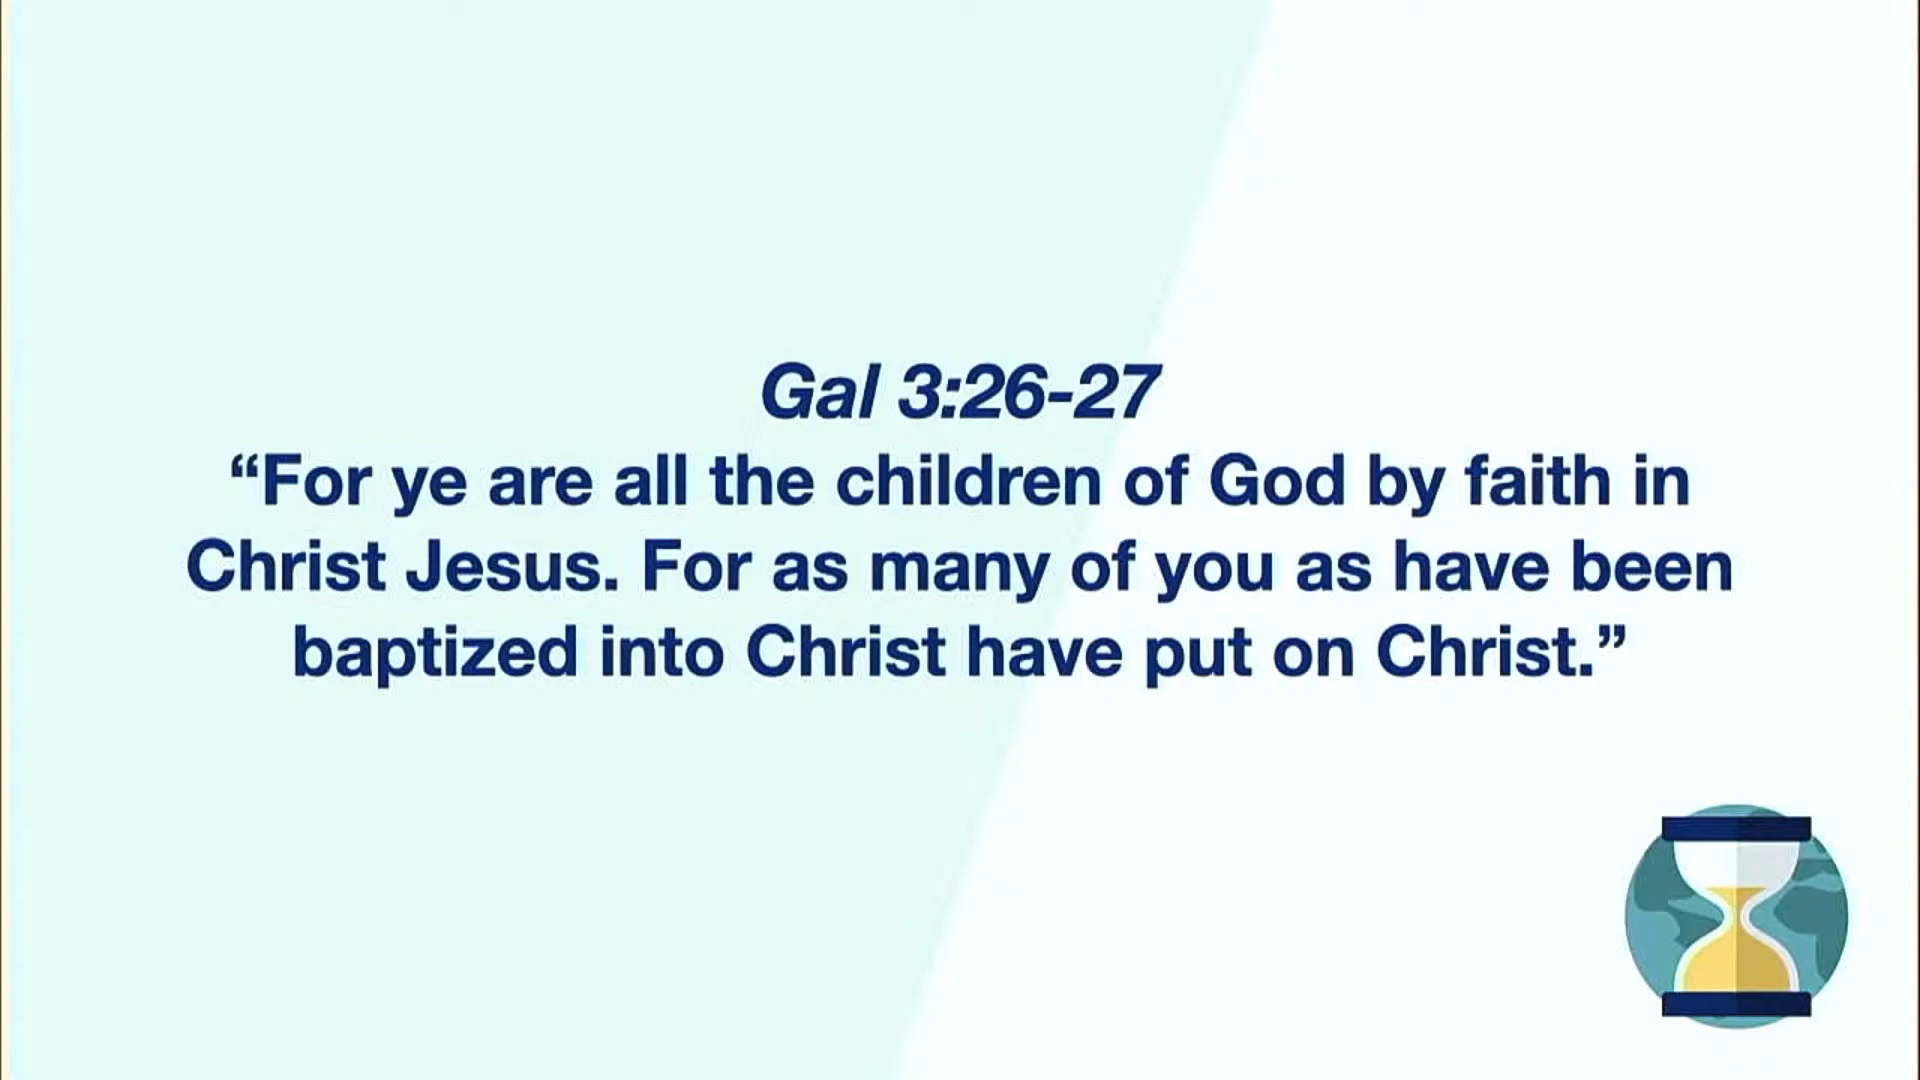 Gal 3:26-27
“For ye are all the children of God by faith in
Christ Jesus. For as many of you as have been
baptized into Christ have put on Christ.”